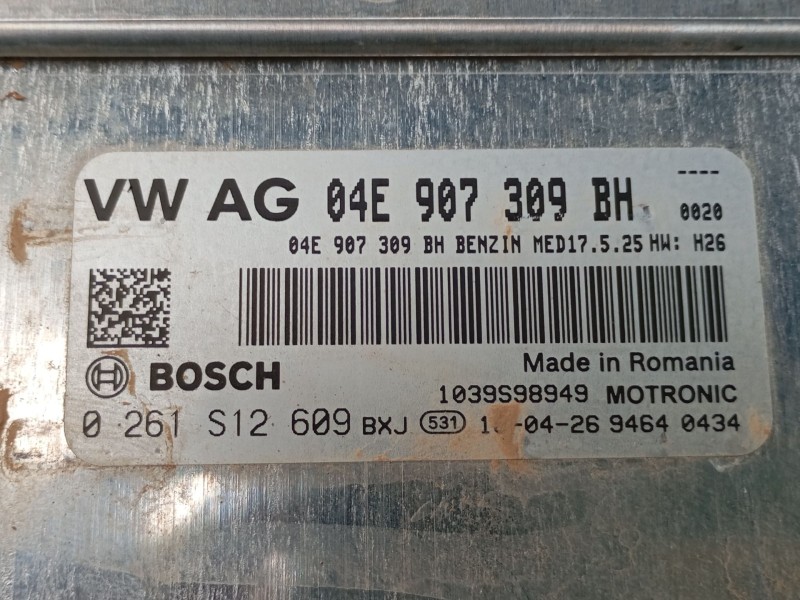 ----
VW AG 04E 907 309 BH 0020
04E 907 309 BH BENZIN MED17.5.25 HW: H26
BOSCH Made in Romania
1039S98949 MOTRONIC
0 261 S12 609 BXJ 531 -04-26 9464 0434